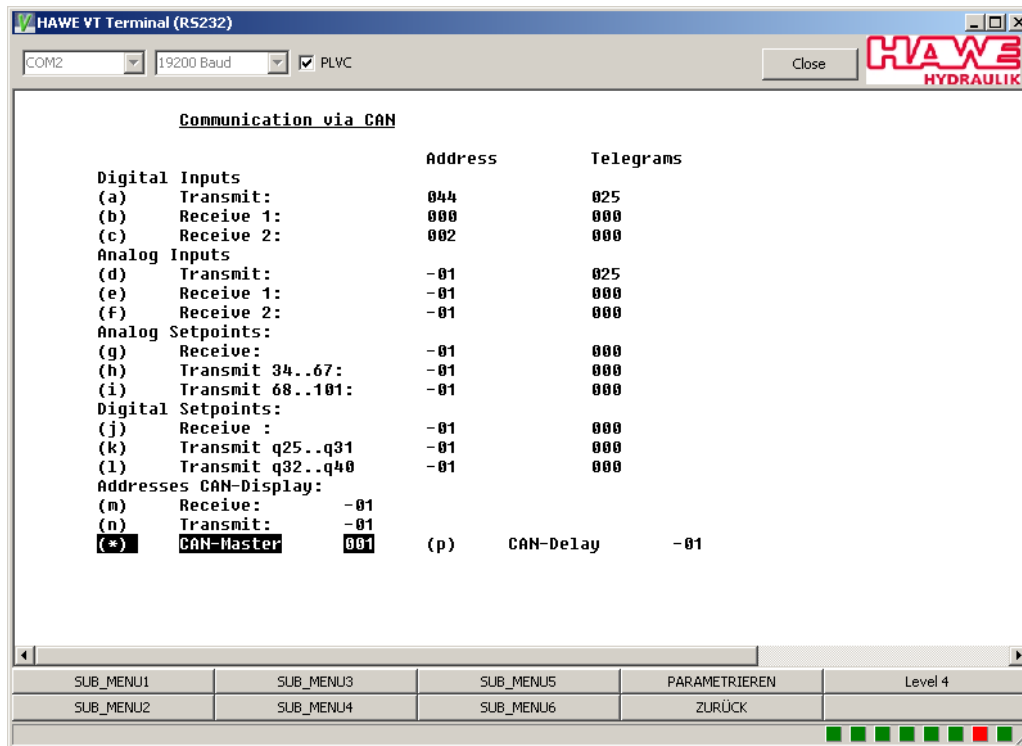 HAWE VT Terminal (RS232)
COM2 19200 Baud PLVC Close
HAWE
HYDRAULIK
Communication via CAN
Address Telegrams
Digital Inputs
(a) Transmit: 044 025
(b) Receive 1: 000 000
(c) Receive 2: 002 000
Analog Inputs
(d) Transmit: -01 025
(e) Receive 1: -01 000
(f) Receive 2: -01 000
Analog Setpoints:
(g) Receive: -01 000
(h) Transmit 34..67: -01 000
(i) Transmit 68..101: -01 000
Digital Setpoints:
(j) Receive : -01 000
(k) Transmit q25..q31 -01 000
(l) Transmit q32..q40 -01 000
Addresses CAN-Display:
(m) Receive: -01
(n) Transmit: -01
(*) CAN-Master 001 (p) CAN-Delay -01
SUB_MENU1 SUB_MENU3 SUB_MENU5 PARAMETRIEREN Level 4
SUB_MENU2 SUB_MENU4 SUB_MENU6 ZURÜCK